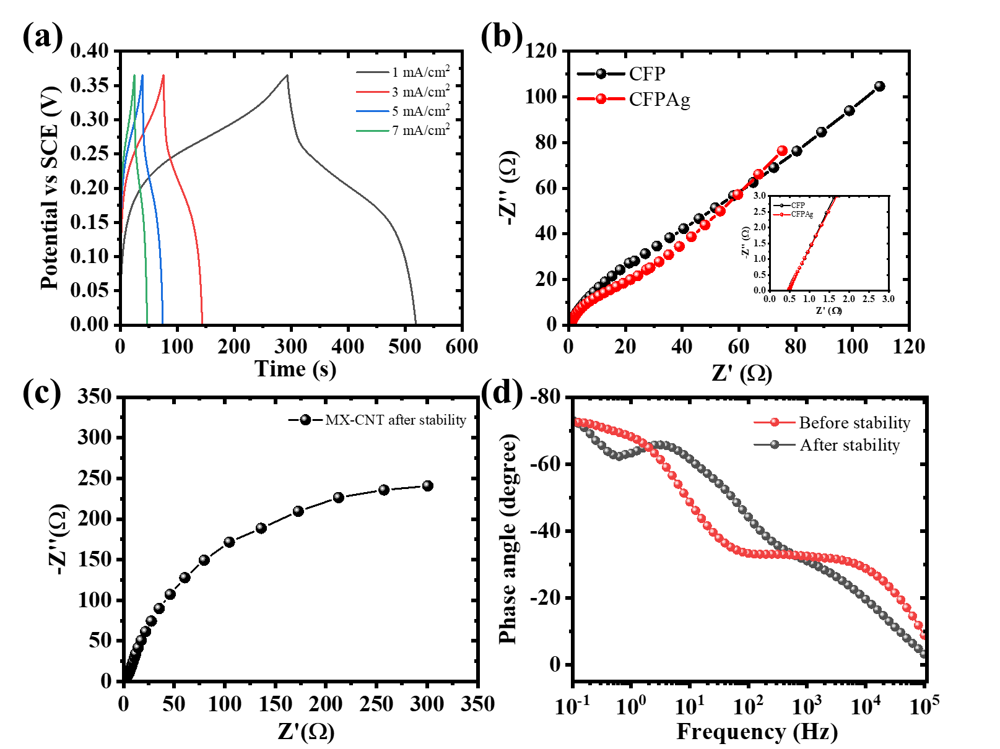 (a)
0.40
0.35
0.30
0.25
0.20
0.15
0.10
0.05
0.00
Potential vs SCE (V)
1 mA/cm²
3 mA/cm²
5 mA/cm²
7 mA/cm²
0 100 200 300 400 500 600
Time (s)
(b)
120
100
80
60
40
20
0
-Z'' (Ω)
CFP
CFPAg
3.0
2.5
2.0
1.5
1.0
0.5
0.0
-Z'' (Ω)
CFP
CFPAg
0.0 0.5 1.0 1.5 2.0 2.5 3.0
Z' (Ω)
0 20 40 60 80 100 120
Z' (Ω)
(c)
350
300
250
200
150
100
50
0
-Z''(Ω)
MX-CNT after stability
0 50 100 150 200 250 300 350
Z'(Ω)
(d)
-80
-60
-40
-20
0
Phase angle (degree)
Before stability
After stability
10⁻¹ 10⁰ 10¹ 10² 10³ 10⁴ 10⁵
Frequency (Hz)